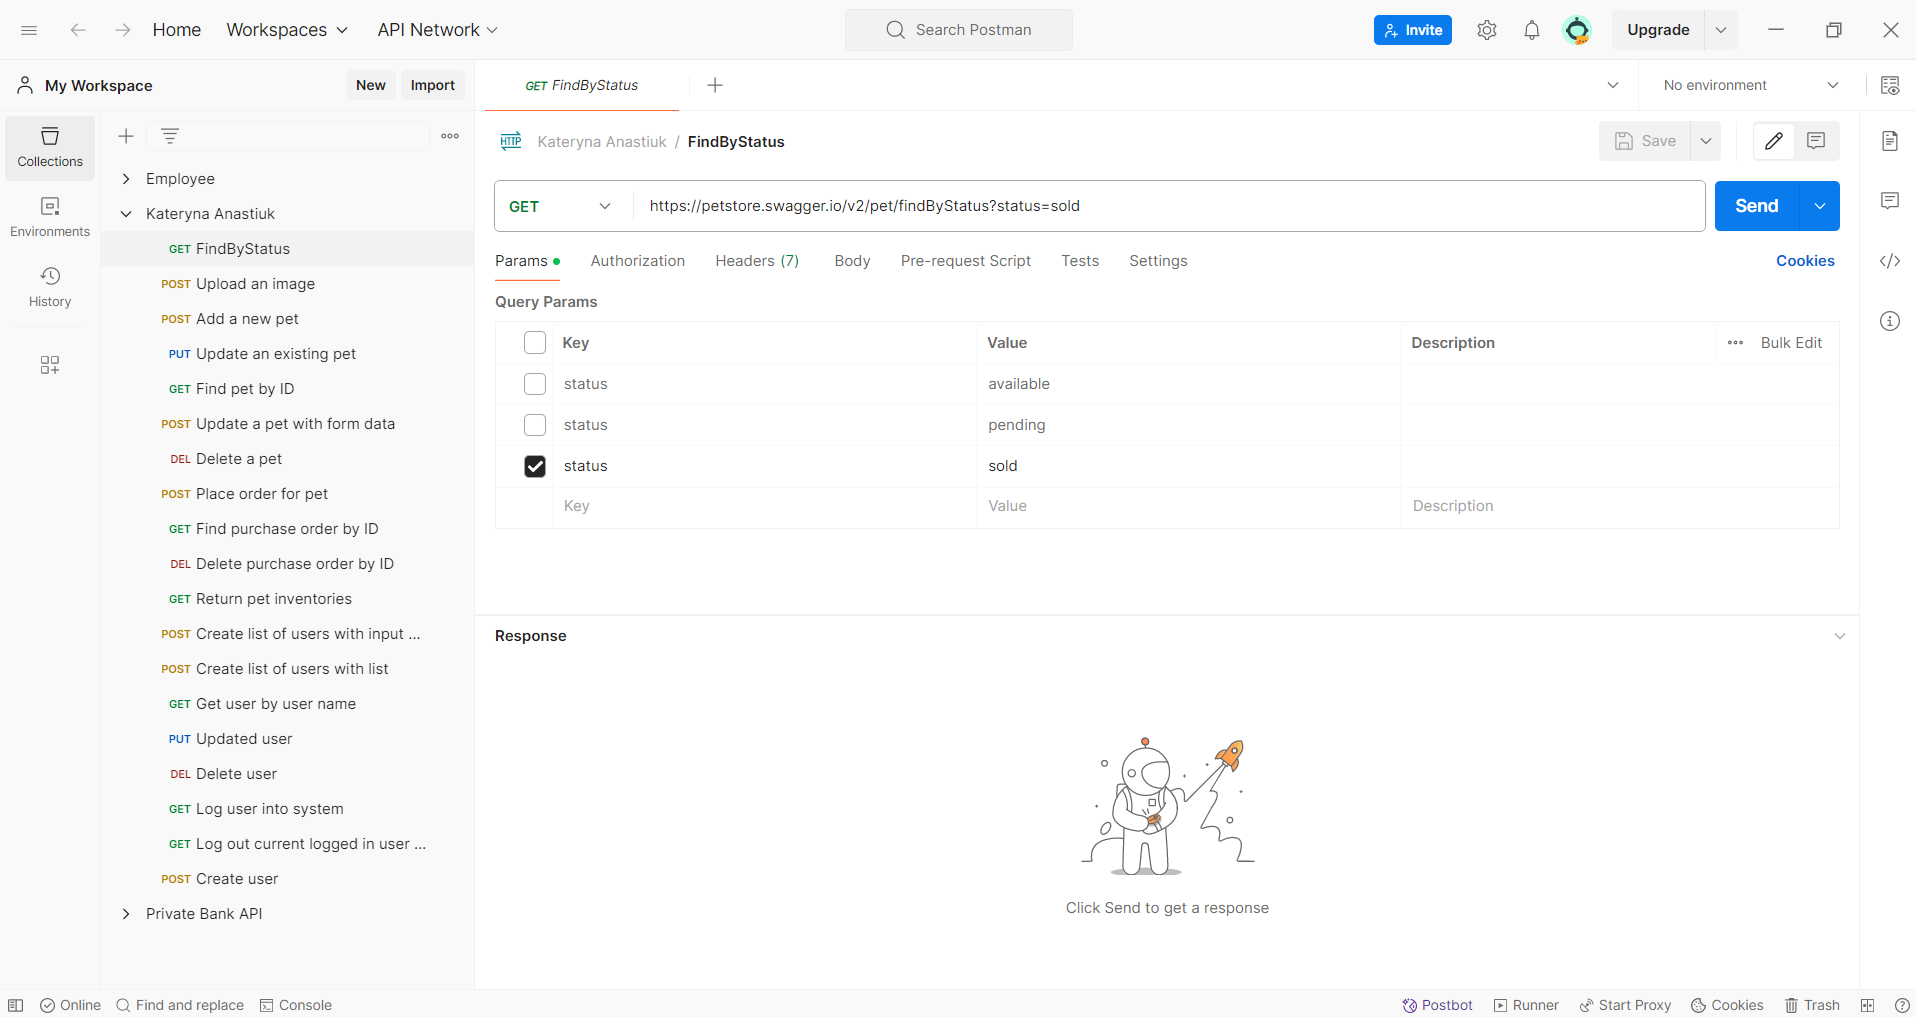 Home Workspaces API Network Search Postman Invite Upgrade
My Workspace New Import GET FindByStatus No environment
Collections
Environments
History
Employee
Kateryna Anastiuk
GET FindByStatus
POST Upload an image
POST Add a new pet
PUT Update an existing pet
GET Find pet by ID
POST Update a pet with form data
DEL Delete a pet
POST Place order for pet
GET Find purchase order by ID
DEL Delete purchase order by ID
GET Return pet inventories
POST Create list of users with input ...
POST Create list of users with list
GET Get user by user name
PUT Updated user
DEL Delete user
GET Log user into system
GET Log out current logged in user ...
POST Create user
Private Bank API
HTTP Kateryna Anastiuk / FindByStatus Save
GET https://petstore.swagger.io/v2/pet/findByStatus?status=sold Send
Params Authorization Headers (7) Body Pre-request Script Tests Settings Cookies
Query Params
Key Value Description Bulk Edit
status available
status pending
status sold
Key Value Description
Response
Click Send to get a response
Online Find and replace Console Postbot Runner Start Proxy Cookies Trash